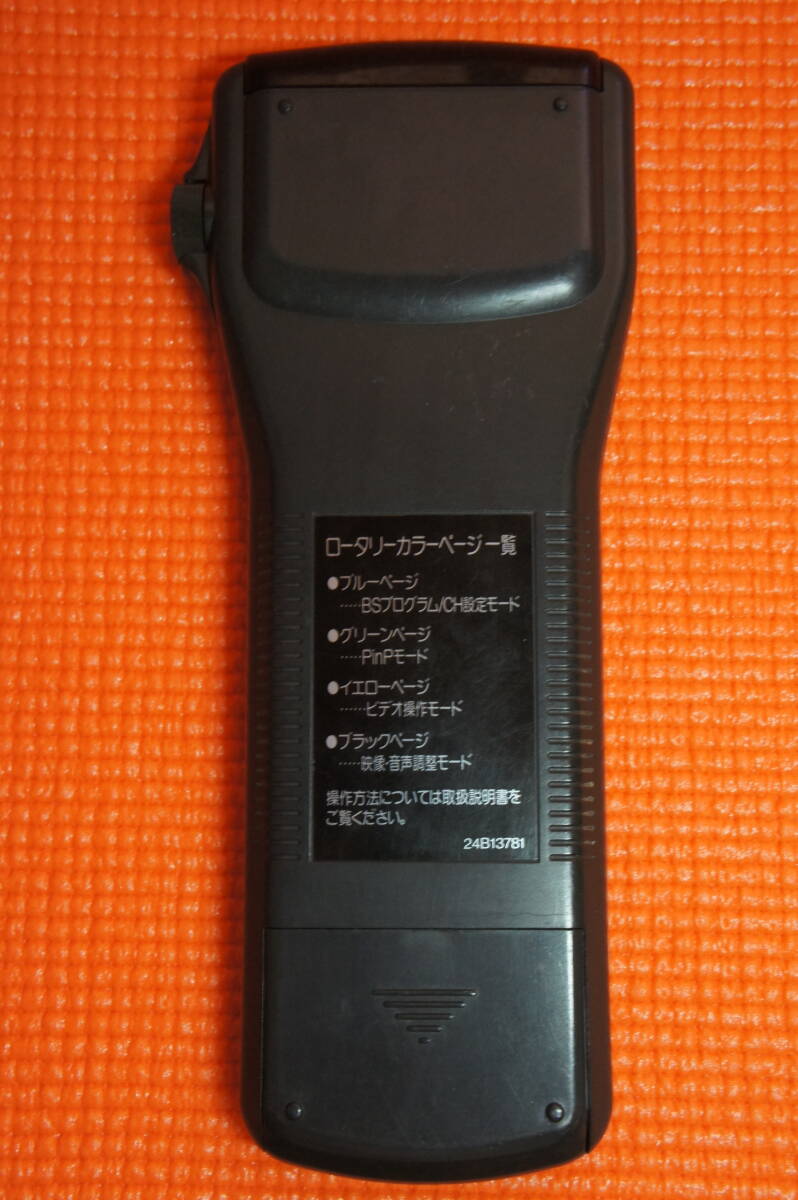 ロータリーカラーページ一覧
●ブルーページ
‥‥‥BSプログラム/CH設定モード
●グリーンページ
‥‥‥PinPモード
●イエローページ
‥‥‥ビデオ操作モード
●ブラックページ
‥‥‥映像・音声調整モード
操作方法については取扱説明書を
ご覧ください。
24B13781